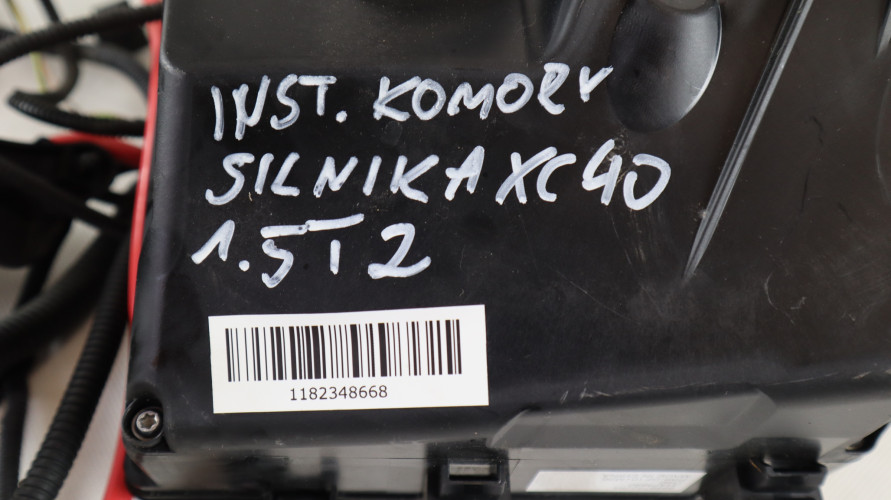 INST. KOMORY
SILNIKA XC40
1.5T2
1182348668